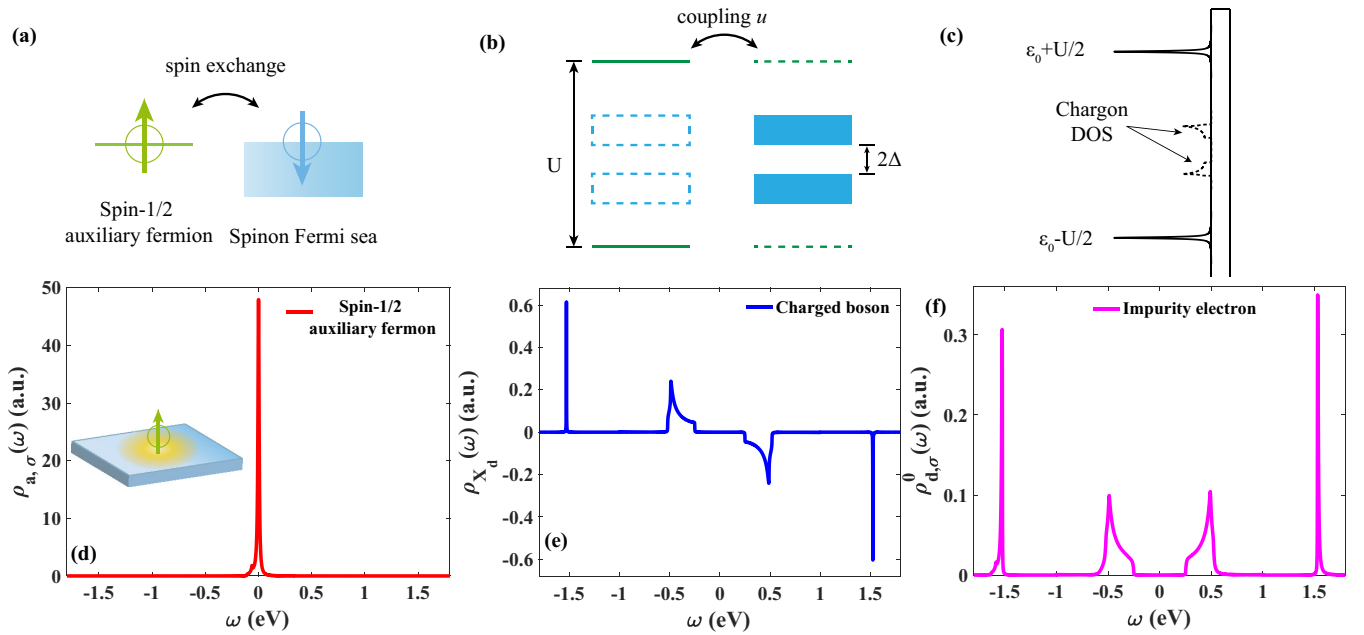 (a)
spin exchange
Spin-1/2
auxiliary fermion
Spinon Fermi sea
(b)
coupling u
U
2Δ
(c)
ε0+U/2
Chargon
DOS
ε0-U/2
50
40
30
20
10
0
ρa, σ(ω) (a.u.)
Spin-1/2
auxiliary fermon
(d)
-1.5
-1
-0.5
0
0.5
1
1.5
ω (eV)
0.6
0.4
0.2
0
-0.2
-0.4
-0.6
ρXd(ω) (a.u.)
Charged boson
(e)
-1.5
-1
-0.5
0
0.5
1
1.5
ω (eV)
(f)
0.3
0.2
0.1
0
ρ0d,σ(ω) (a.u.)
Impurity electron
-1.5
-1
-0.5
0
0.5
1
1.5
ω (eV)